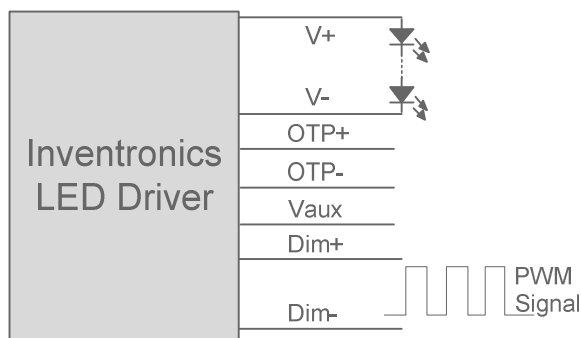 V+
V-
Inventronics
LED Driver
OTP+
OTP-
Vaux
Dim+
Dim-
PWM
Signal